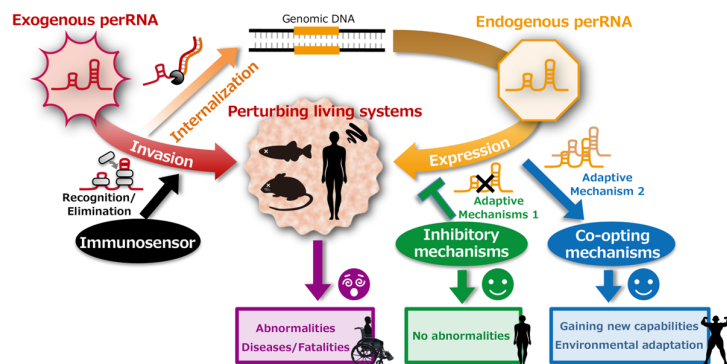 Exogenous perRNA
Genomic DNA
Endogenous perRNA
Internalization
Perturbing living systems
Invasion
Expression
Recognition/
Elimination
Adaptive
Mechanisms 1
Adaptive
Mechanism 2
Immunosensor
Inhibitory
mechanisms
Co-opting
mechanisms
Abnormalities
Diseases/Fatalities
No abnormalities
Gaining new capabilities
Environmental adaptation